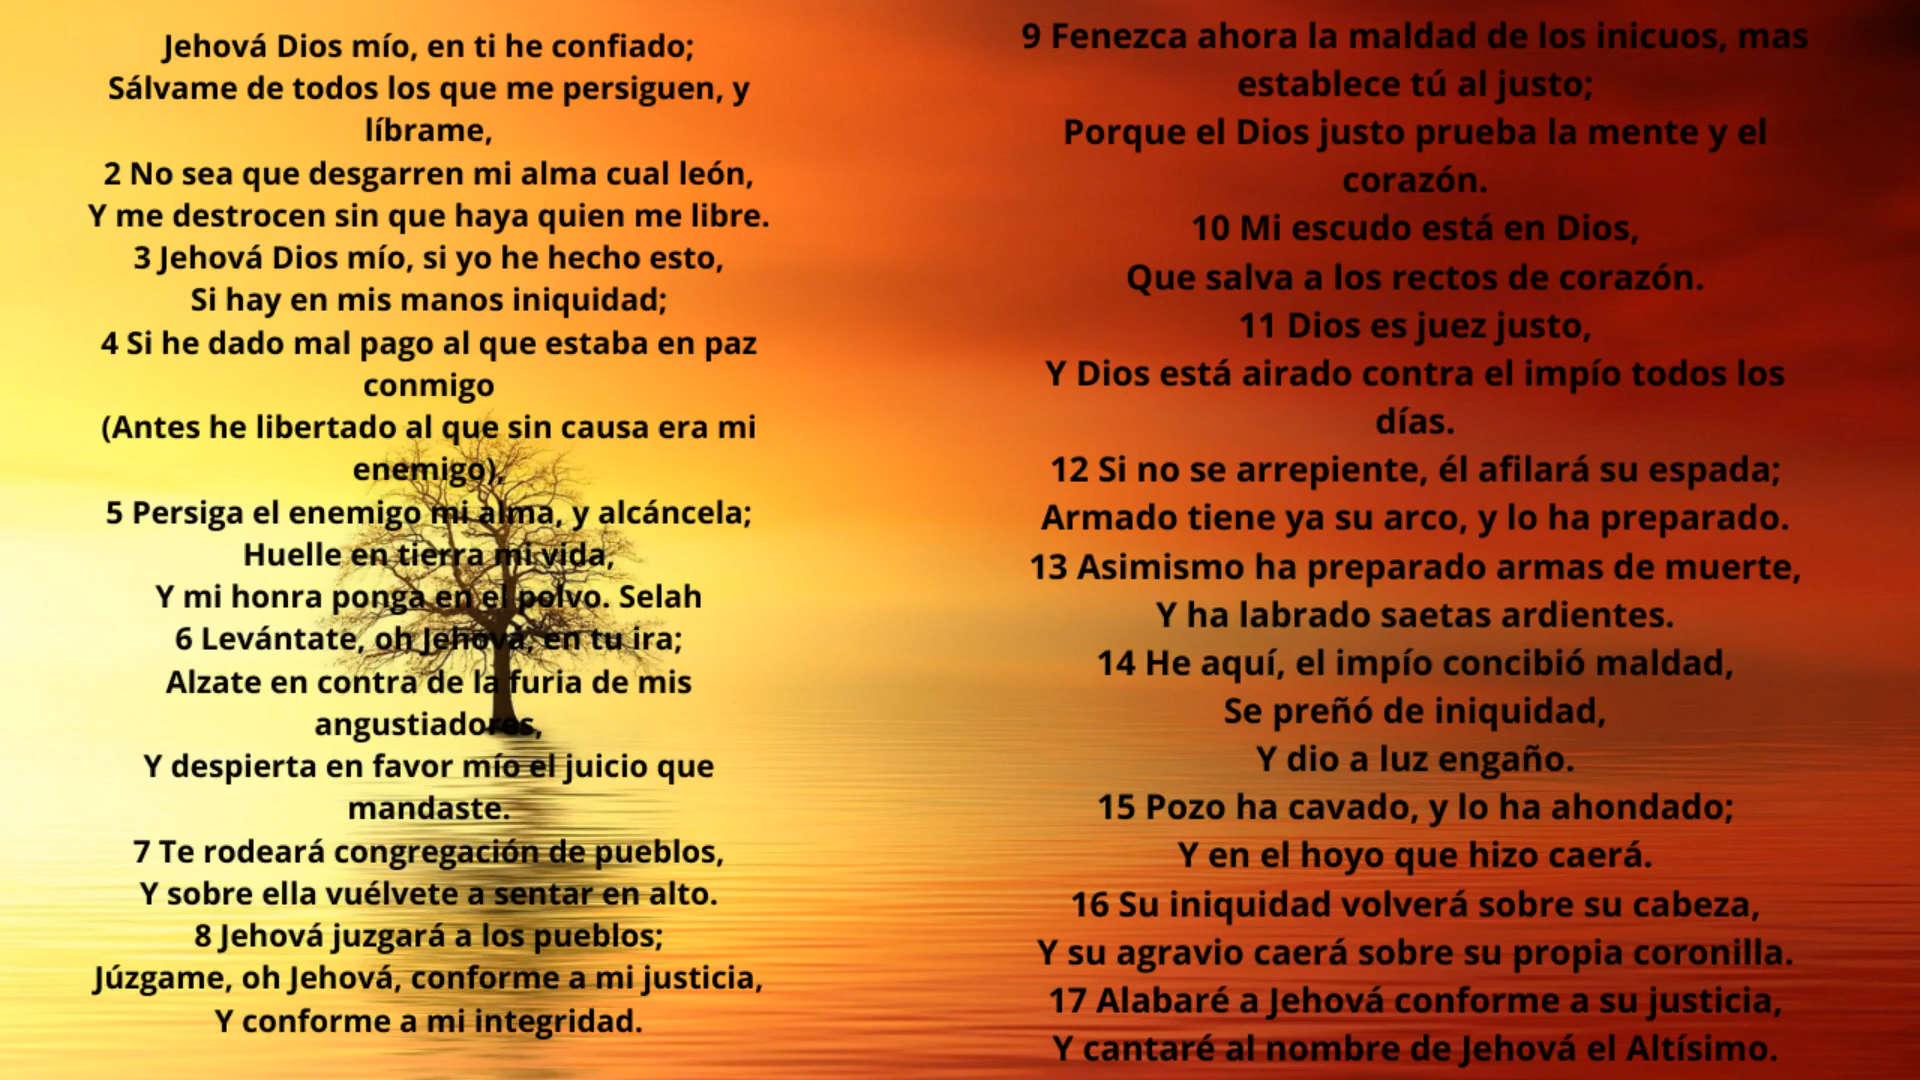 Jehová Dios mío, en ti he confiado;
Sálvame de todos los que me persiguen, y
líbrame,
2 No sea que desgarren mi alma cual león,
Y me destrocen sin que haya quien me libre.
3 Jehová Dios mío, si yo he hecho esto,
Si hay en mis manos iniquidad;
4 Si he dado mal pago al que estaba en paz
conmigo
(Antes he libertado al que sin causa era mi
enemigo),
5 Persiga el enemigo mi alma, y alcáncela;
Huelle en tierra mi vida,
Y mi honra ponga en el polvo. Selah
6 Levántate, oh Jehová, en tu ira;
Alzate en contra de la furia de mis
angustiadores,
Y despierta en favor mío el juicio que
mandaste.
7 Te rodeará congregación de pueblos,
Y sobre ella vuélvete a sentar en alto.
8 Jehová juzgará a los pueblos;
Júzgame, oh Jehová, conforme a mi justicia,
Y conforme a mi integridad.
9 Fenezca ahora la maldad de los inicuos, mas
establece tú al justo;
Porque el Dios justo prueba la mente y el
corazón.
10 Mi escudo está en Dios,
Que salva a los rectos de corazón.
11 Dios es juez justo,
Y Dios está airado contra el impío todos los
días.
12 Si no se arrepiente, él afilará su espada;
Armado tiene ya su arco, y lo ha preparado.
13 Asimismo ha preparado armas de muerte,
Y ha labrado saetas ardientes.
14 He aquí, el impío concibió maldad,
Se preñó de iniquidad,
Y dio a luz engaño.
15 Pozo ha cavado, y lo ha ahondado;
Y en el hoyo que hizo caerá.
16 Su iniquidad volverá sobre su cabeza,
Y su agravio caerá sobre su propia coronilla.
17 Alabaré a Jehová conforme a su justicia,
Y cantaré al nombre de Jehová el Altísimo.